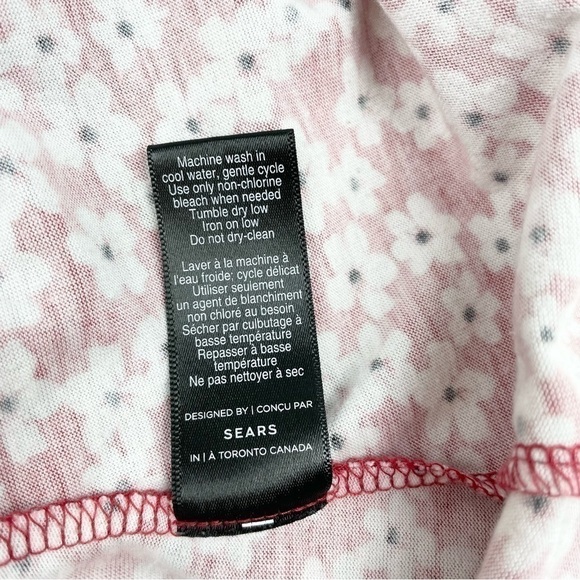 Machine wash in
cool water, gentle cycle
Use only non-chlorine
bleach when needed
Tumble dry low
Iron on low
Do not dry-clean
Laver à la machine à
l'eau froide; cycle délicat
Utiliser seulement
un agent de blanchiment
non chloré au besoin
Sécher par culbutage à
basse température
Repasser à basse
température
Ne pas nettoyer à sec
DESIGNED BY | CONÇU PAR
SEARS
IN | À TORONTO CANADA